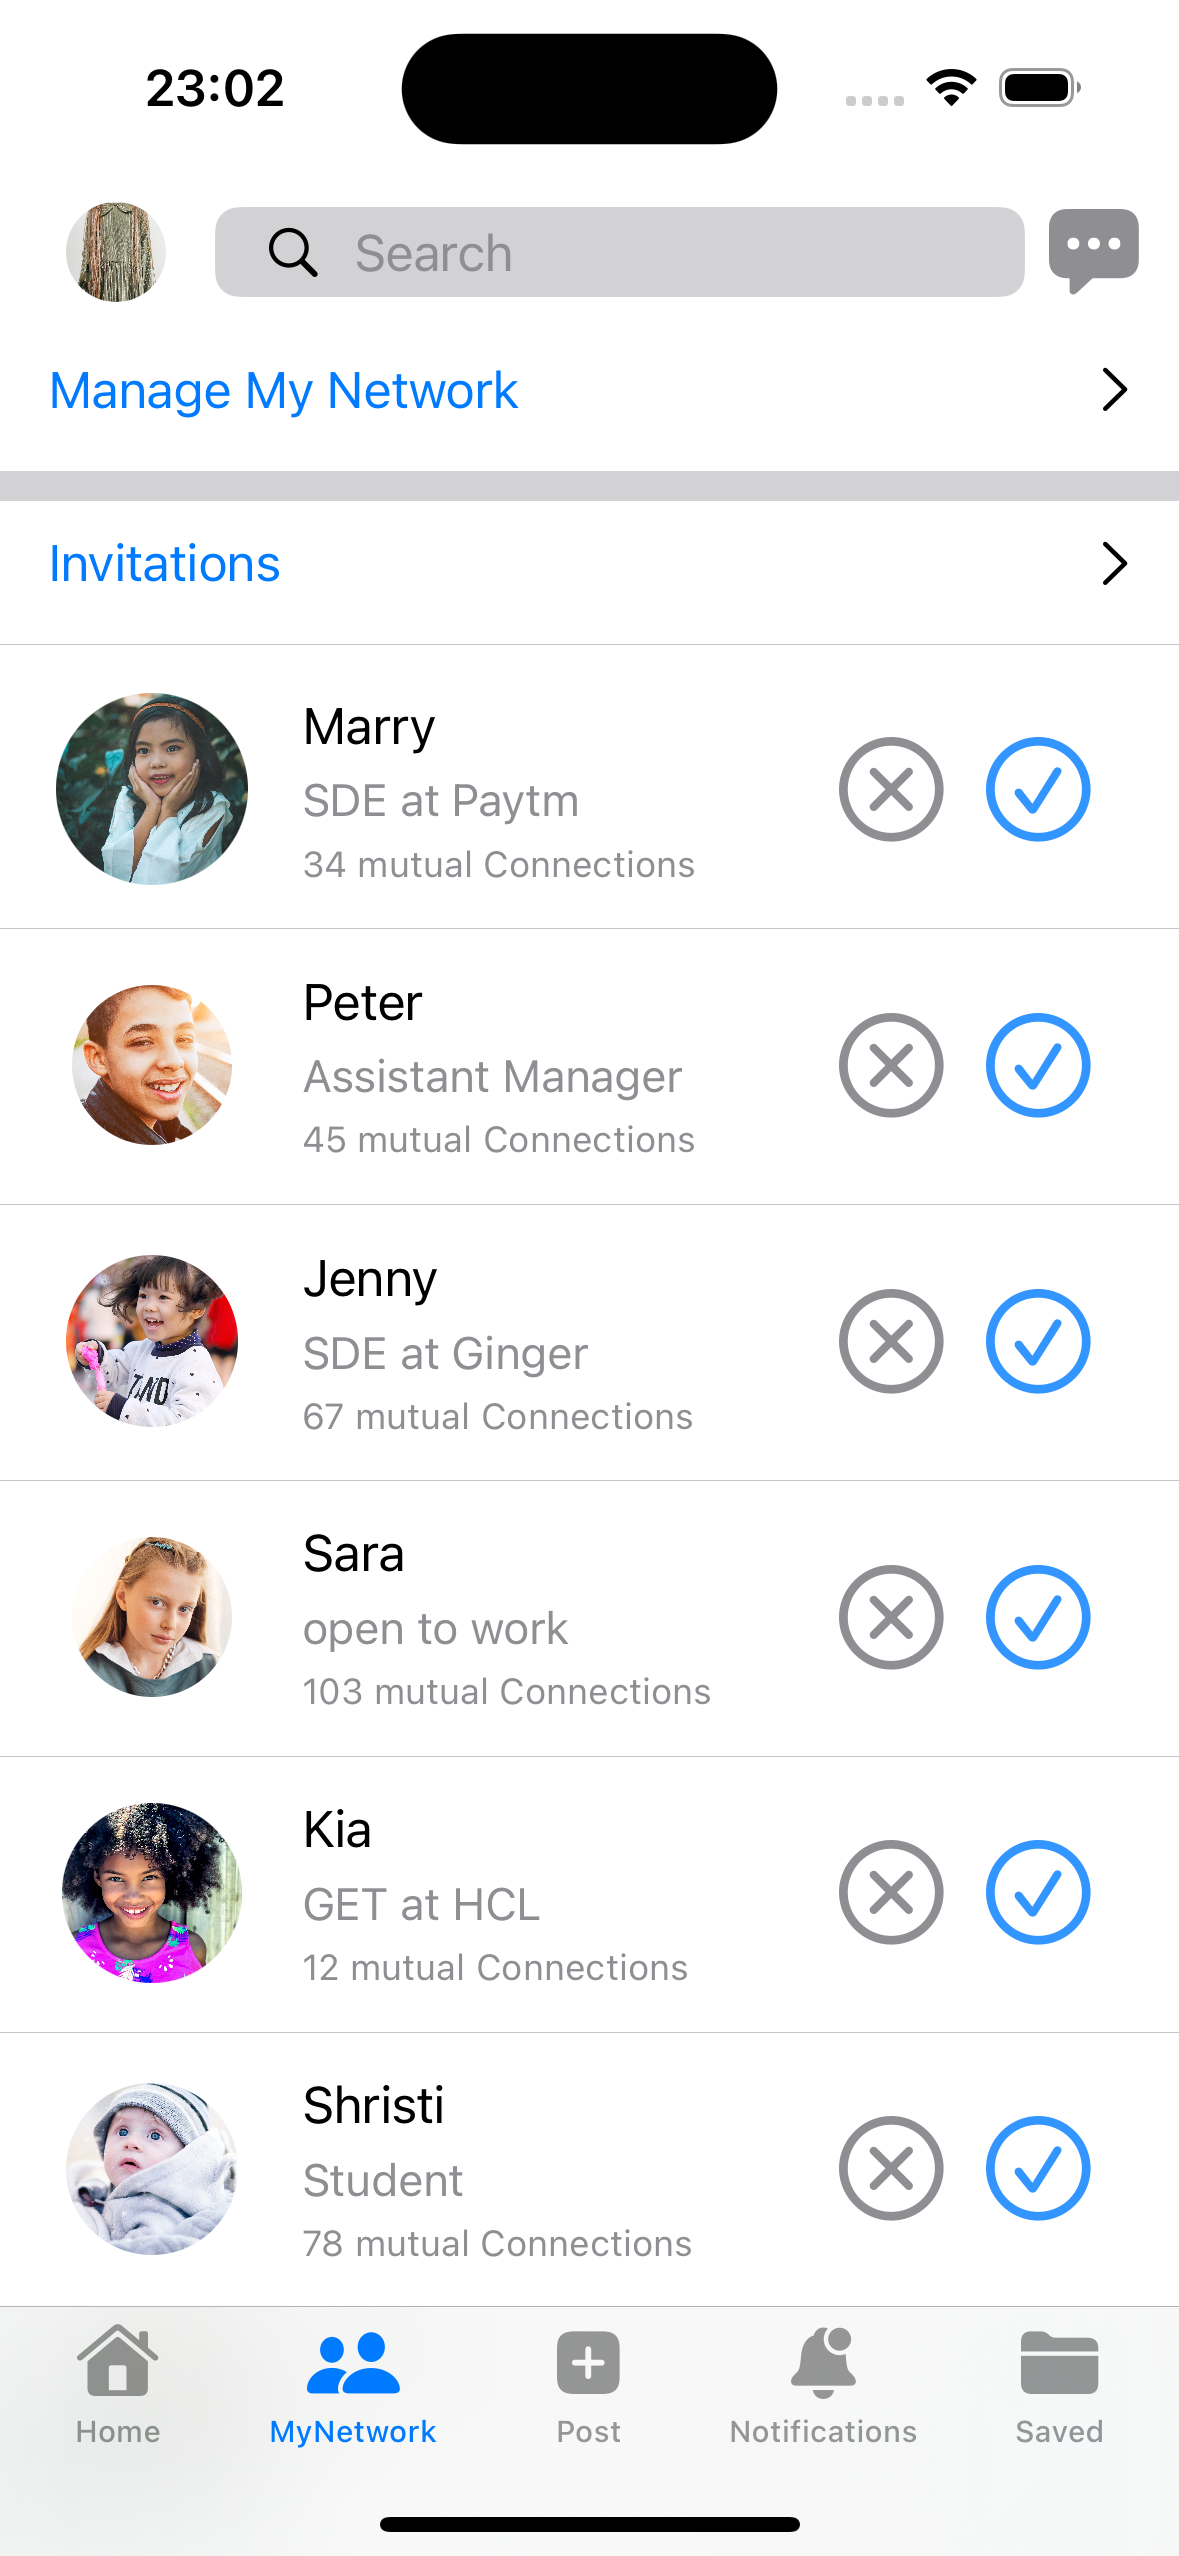 23:02
Search
Manage My Network
Invitations
Marry
SDE at Paytm
34 mutual Connections
Peter
Assistant Manager
45 mutual Connections
Jenny
SDE at Ginger
67 mutual Connections
Sara
open to work
103 mutual Connections
Kia
GET at HCL
12 mutual Connections
Shristi
Student
78 mutual Connections
Home
MyNetwork
Post
Notifications
Saved